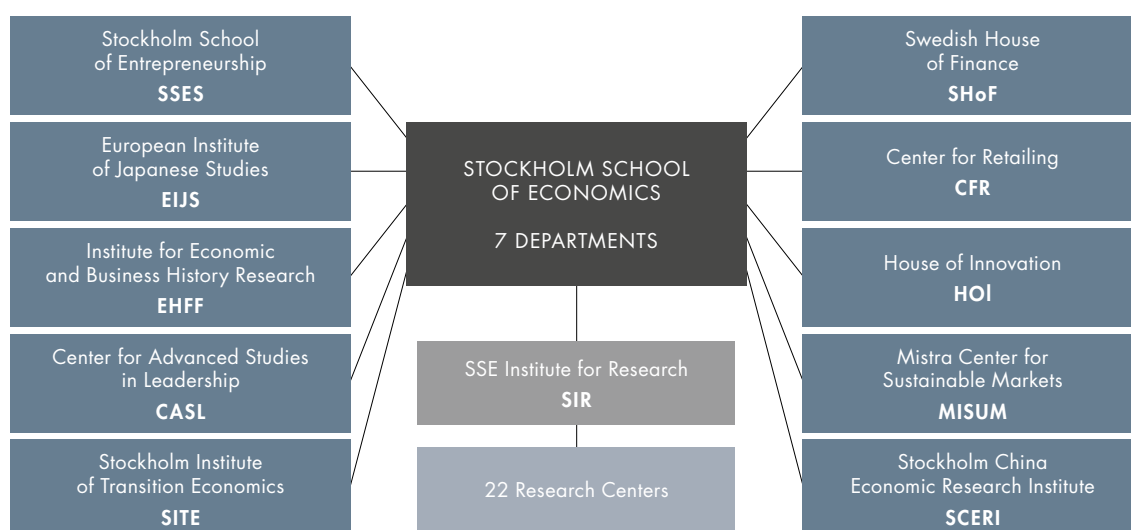 Stockholm School
of Entrepreneurship
SSES
European Institute
of Japanese Studies
EIJS
Institute for Economic
and Business History Research
EHFF
Center for Advanced Studies
in Leadership
CASL
Stockholm Institute
of Transition Economics
SITE
STOCKHOLM SCHOOL
OF ECONOMICS
7 DEPARTMENTS
SSE Institute for Research
SIR
22 Research Centers
Swedish House
of Finance
SHoF
Center for Retailing
CFR
House of Innovation
HOl
Mistra Center for
Sustainable Markets
MISUM
Stockholm China
Economic Research Institute
SCERI